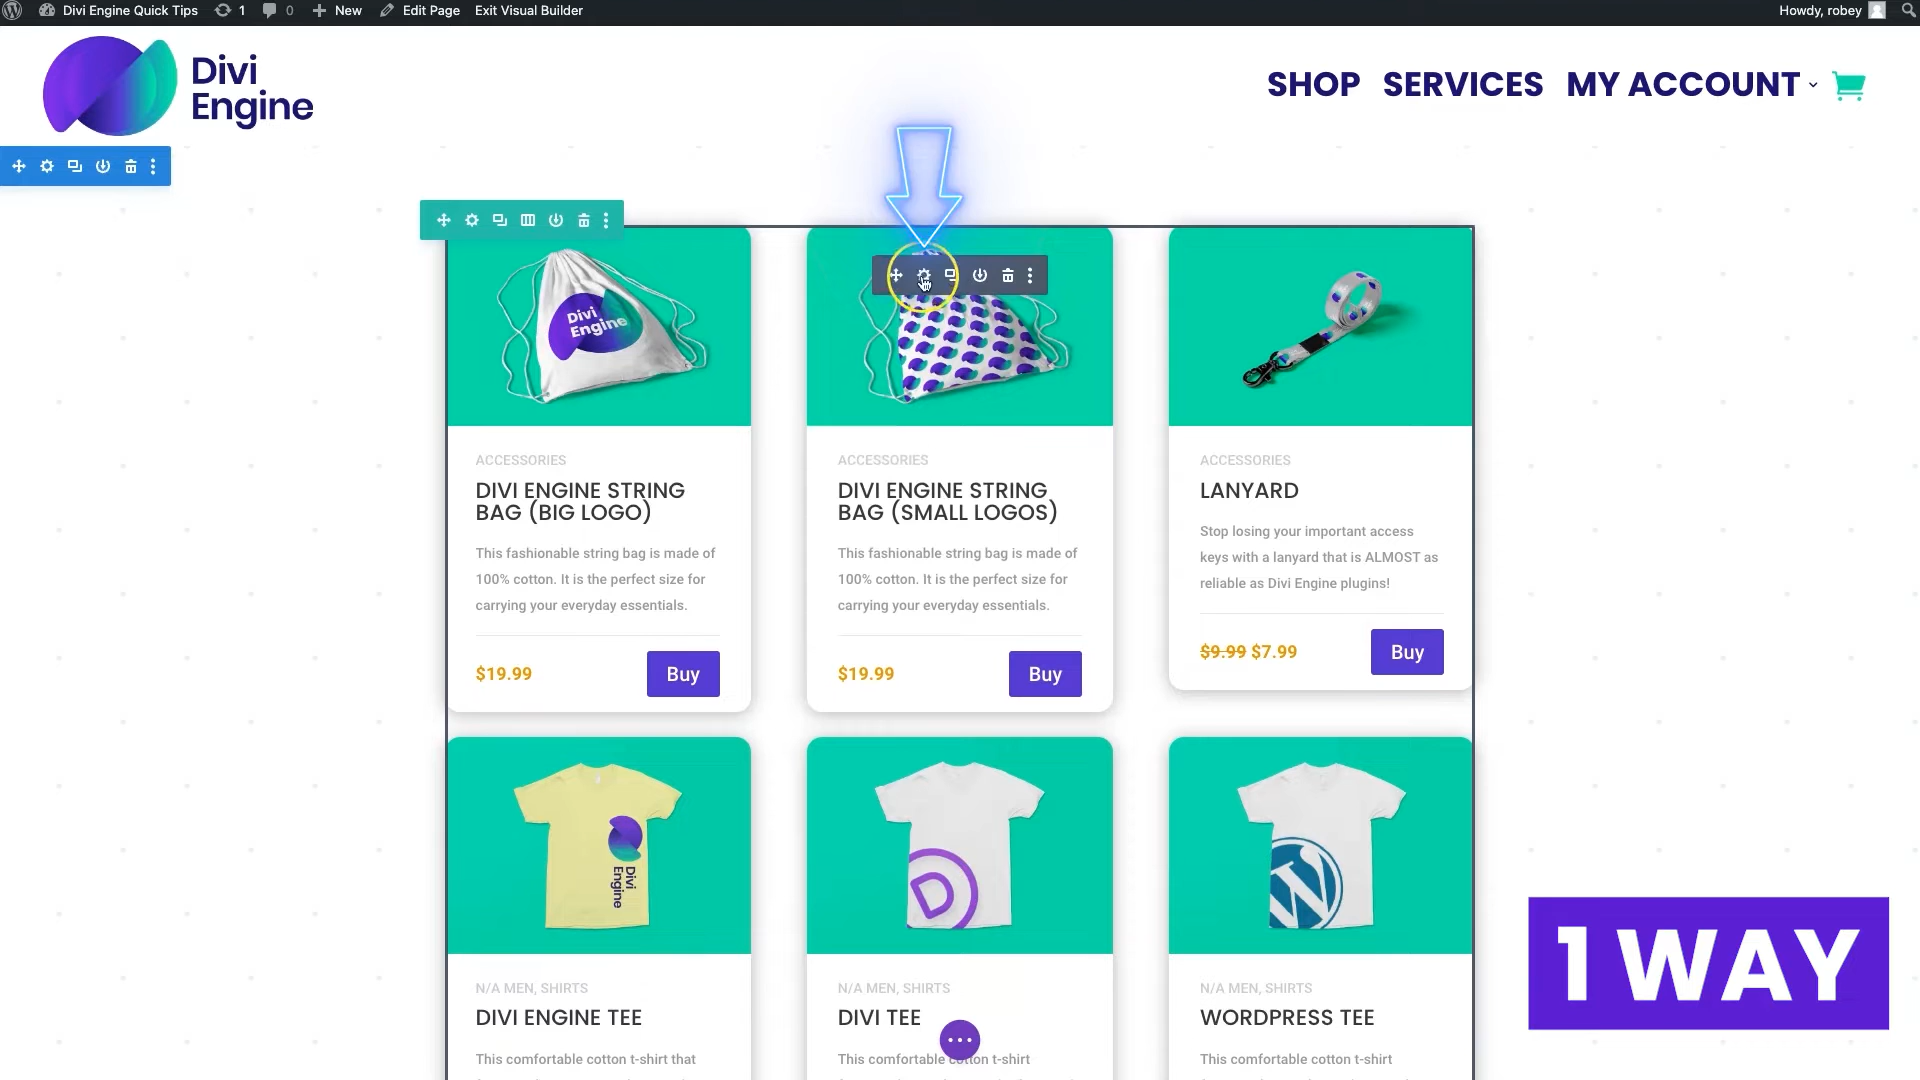 Divi Engine Quick Tips
1
0
New
Edit Page
Exit Visual Builder
Howdy, robey
Divi
Engine
SHOP
SERVICES
MY ACCOUNT
Divi
Engine
ACCESSORIES
DIVI ENGINE STRING
BAG (BIG LOGO)
This fashionable string bag is made of
100% cotton. It is the perfect size for
carrying your everyday essentials.
$19.99
Buy
ACCESSORIES
DIVI ENGINE STRING
BAG (SMALL LOGOS)
This fashionable string bag is made of
100% cotton. It is the perfect size for
carrying your everyday essentials.
$19.99
Buy
ACCESSORIES
LANYARD
Stop losing your important access
keys with a lanyard that is ALMOST as
reliable as Divi Engine plugins!
$9.99 $7.99
Buy
Divi
Engine
D
W
N/A MEN, SHIRTS
DIVI ENGINE TEE
This comfortable cotton t-shirt that
N/A MEN, SHIRTS
DIVI TEE
This comfortable cotton t-shirt
N/A MEN, SHIRTS
WORDPRESS TEE
This comfortable cotton t-shirt
1 WAY